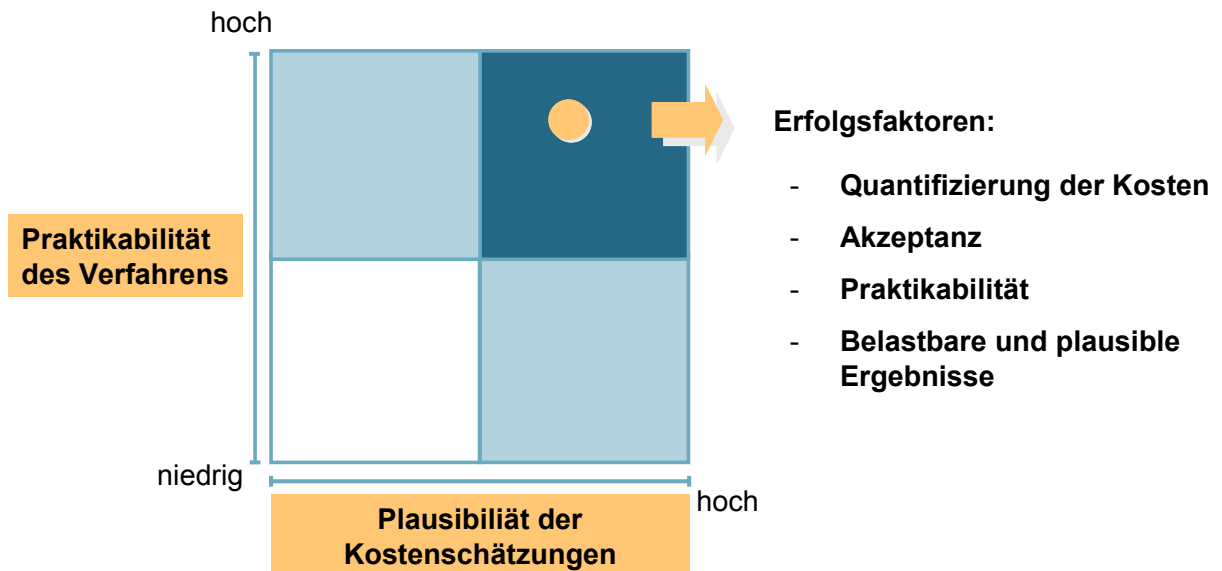 hoch
Praktikabilität
des Verfahrens
niedrig
hoch
Plausibiliät der
Kostenschätzungen
Erfolgsfaktoren:
- Quantifizierung der Kosten
- Akzeptanz
- Praktikabilität
- Belastbare und plausible
Ergebnisse